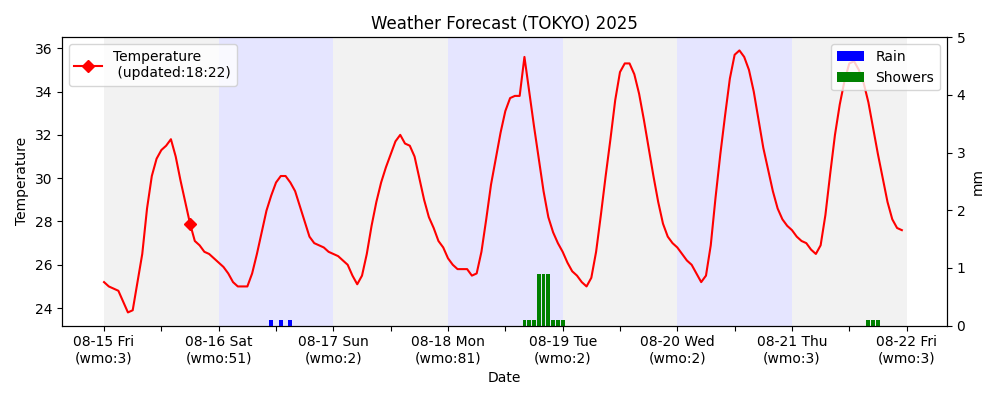 Weather Forecast (TOKYO) 2025
Temperature
(updated:18:22)
Rain
Showers
36
34
32
30
28
26
24
Temperature
5
4
3
2
1
0
mm
08-15 Fri 08-16 Sat 08-17 Sun 08-18 Mon 08-19 Tue 08-20 Wed 08-21 Thu 08-22 Fri
(wmo:3) (wmo:51) (wmo:2) (wmo:81) (wmo:2) (wmo:2) (wmo:3) (wmo:3)
Date